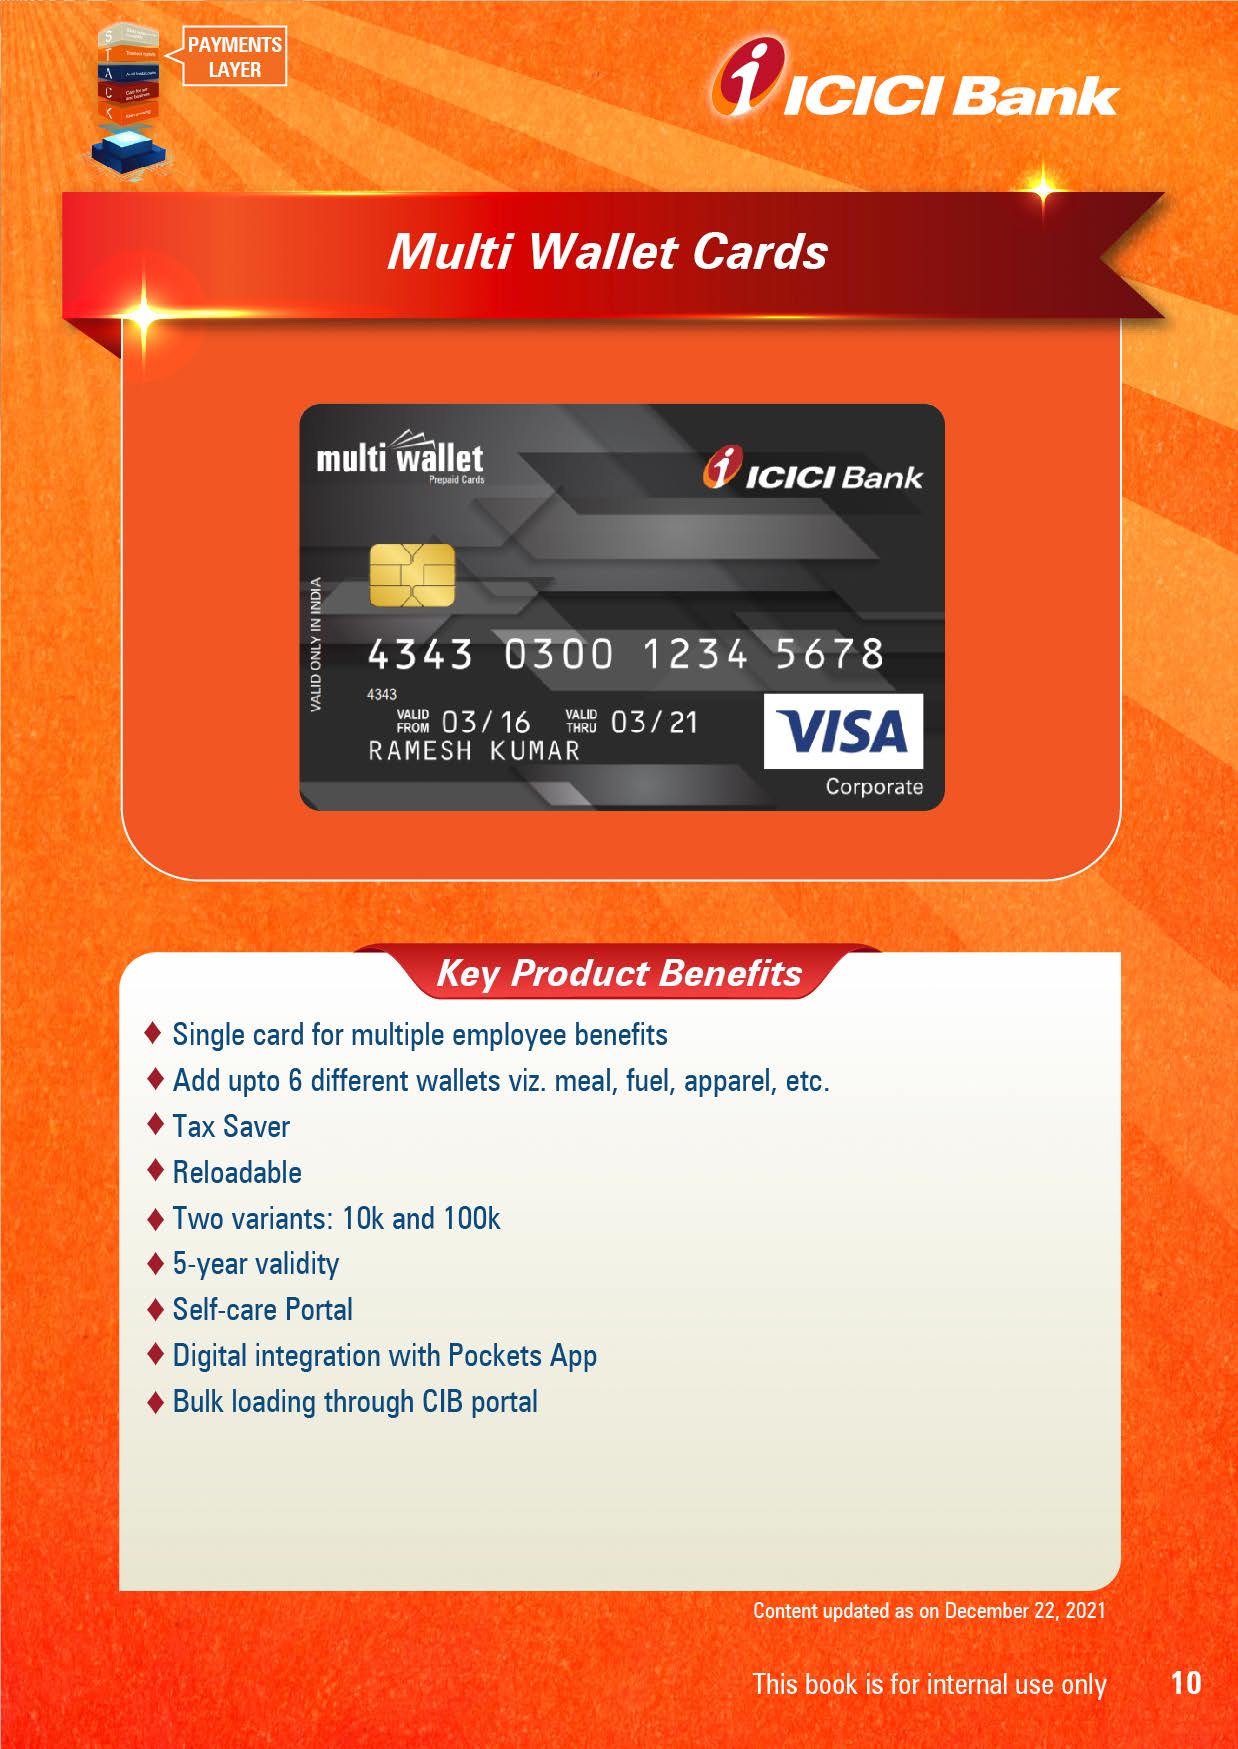 S
T
A
C
K
PAYMENTS
LAYER
ICICI Bank
Multi Wallet Cards
multi wallet
Prepaid Cards
ICICI Bank
VALID ONLY IN INDIA
4343 0300 1234 5678
4343
VALID FROM 03/16 VALID THRU 03/21
RAMESH KUMAR
VISA
Corporate
Key Product Benefits
Single card for multiple employee benefits
Add upto 6 different wallets viz. meal, fuel, apparel, etc.
Tax Saver
Reloadable
Two variants: 10k and 100k
5-year validity
Self-care Portal
Digital integration with Pockets App
Bulk loading through CIB portal
Content updated as on December 22, 2021
This book is for internal use only 10